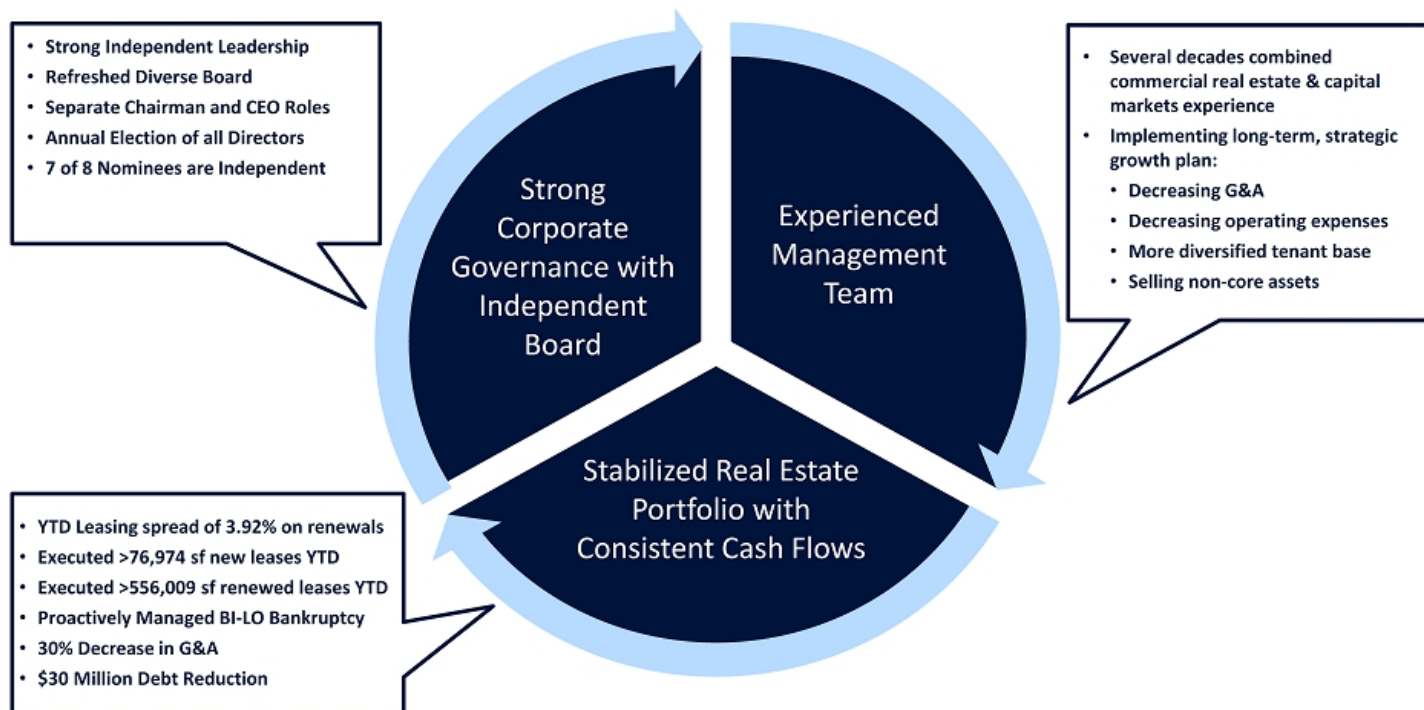 • Strong Independent Leadership
• Refreshed Diverse Board
• Separate Chairman and CEO Roles
• Annual Election of all Directors
• 7 of 8 Nominees are Independent
Strong
Corporate
Governance with
Independent
Board
Experienced
Management
Team
• Several decades combined
commercial real estate & capital
markets experience
• Implementing long-term, strategic
growth plan:
• Decreasing G&A
• Decreasing operating expenses
• More diversified tenant base
• Selling non-core assets
Stabilized Real Estate
Portfolio with
Consistent Cash Flows
• YTD Leasing spread of 3.92% on renewals
• Executed >76,974 sf new leases YTD
• Executed >556,009 sf renewed leases YTD
• Proactively Managed BI-LO Bankruptcy
• 30% Decrease in G&A
• $30 Million Debt Reduction